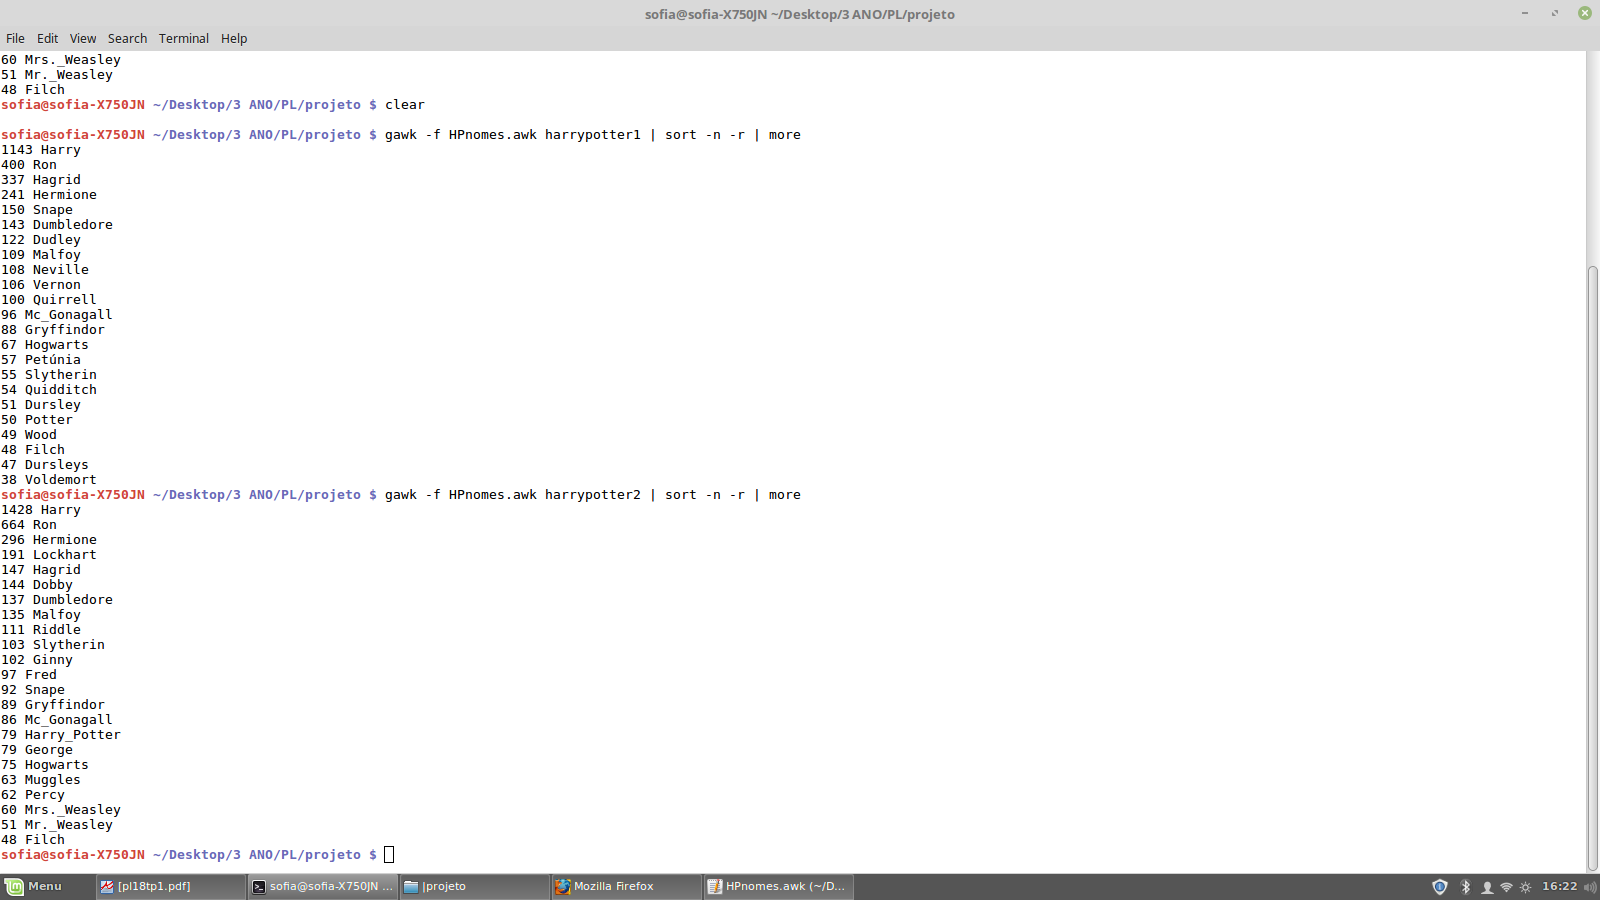 sofia@sofia-X750JN ~/Desktop/3 ANO/PL/projeto
File Edit View Search Terminal Help
60 Mrs._Weasley
51 Mr._Weasley
48 Filch
sofia@sofia-X750JN ~/Desktop/3 ANO/PL/projeto $ clear
sofia@sofia-X750JN ~/Desktop/3 ANO/PL/projeto $ gawk -f HPnomes.awk harrypotter1 | sort -n -r | more
1143 Harry
400 Ron
337 Hagrid
241 Hermione
150 Snape
143 Dumbledore
122 Dudley
109 Malfoy
108 Neville
106 Vernon
100 Quirrell
96 Mc_Gonagall
88 Gryffindor
67 Hogwarts
57 Petúnia
55 Slytherin
54 Quidditch
51 Dursley
50 Potter
49 Wood
48 Filch
47 Dursleys
38 Voldemort
sofia@sofia-X750JN ~/Desktop/3 ANO/PL/projeto $ gawk -f HPnomes.awk harrypotter2 | sort -n -r | more
1428 Harry
664 Ron
296 Hermione
191 Lockhart
147 Hagrid
144 Dobby
137 Dumbledore
135 Malfoy
111 Riddle
103 Slytherin
102 Ginny
97 Fred
92 Snape
89 Gryffindor
86 Mc_Gonagall
79 Harry_Potter
79 George
75 Hogwarts
63 Muggles
62 Percy
60 Mrs._Weasley
51 Mr._Weasley
48 Filch
sofia@sofia-X750JN ~/Desktop/3 ANO/PL/projeto $
Menu [pl18tp1.pdf] sofia@sofia-X750JN ... |projeto Mozilla Firefox HPnomes.awk (~/D... 16:22